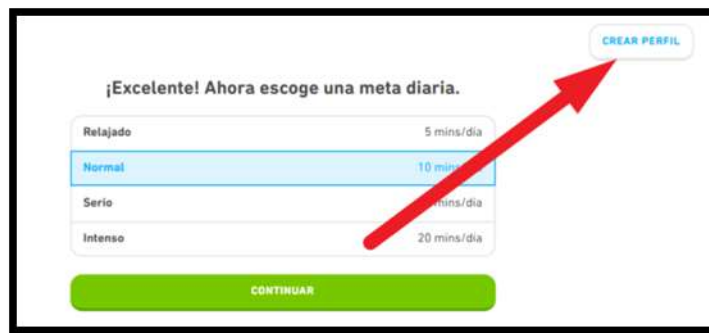 CREAR PERFIL
¡Excelente! Ahora escoge una meta diaria.
Relajado 5 mins/día
Normal 10 mins
Serio mins/día
Intenso 20 mins/día
CONTINUAR